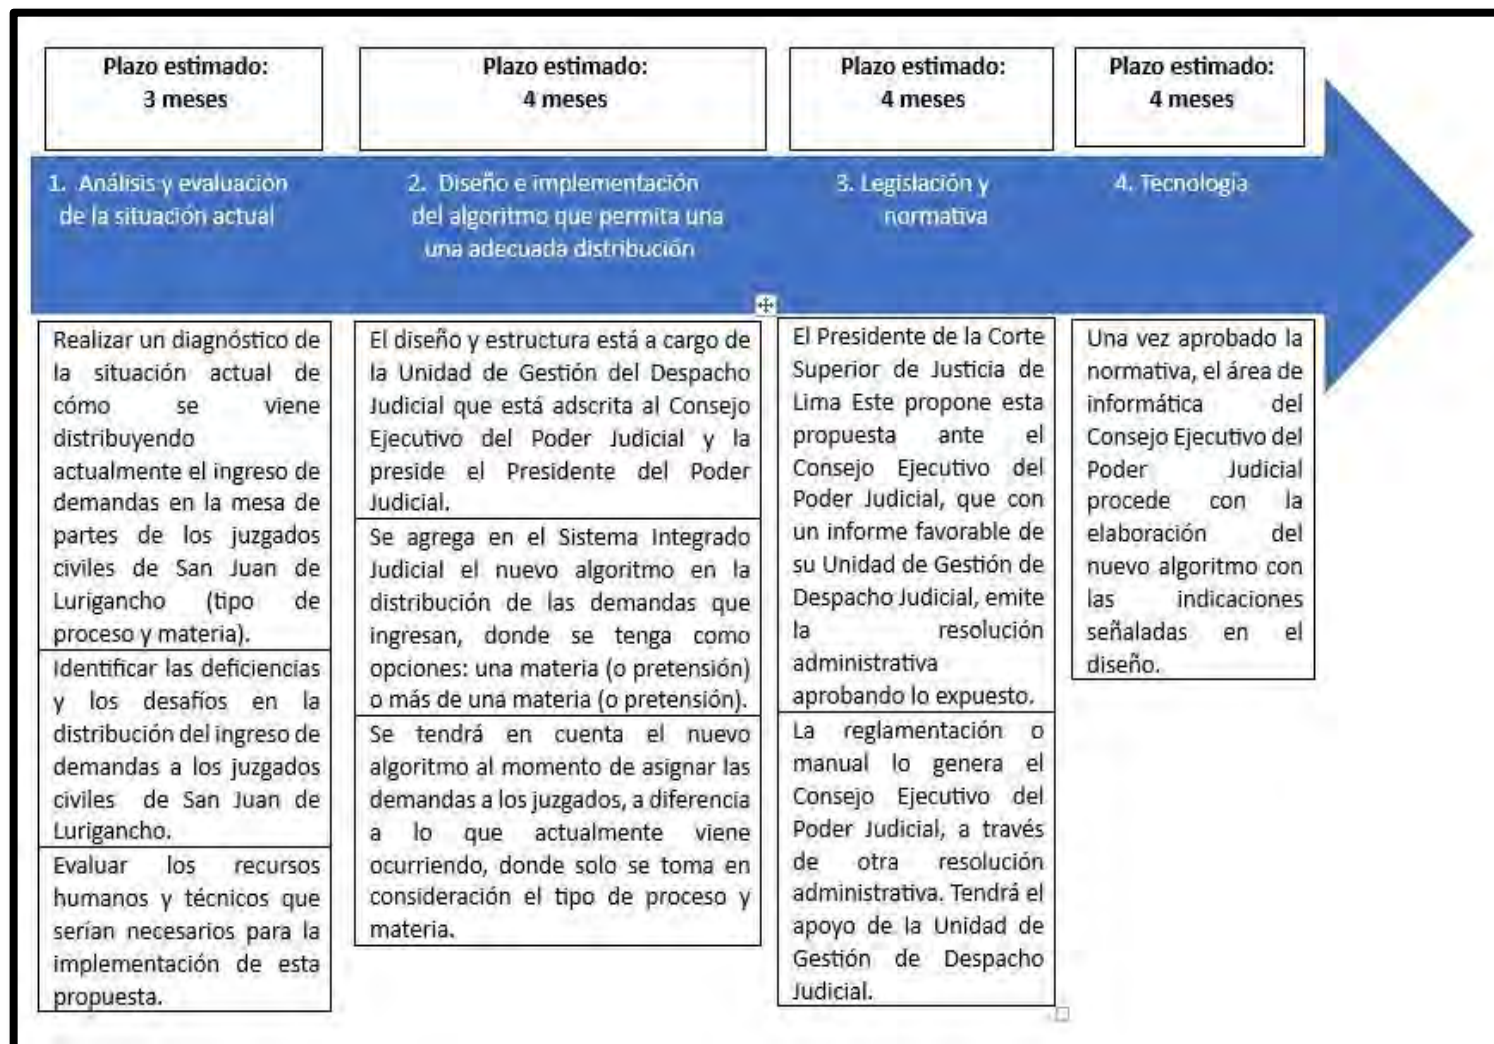 Plazo estimado:
3 meses
Plazo estimado:
4 meses
Plazo estimado:
4 meses
Plazo estimado:
4 meses
1. Análisis y evaluación
de la situación actual
2. Diseño e implementación
del algoritmo que permita una
una adecuada distribución
3. Legislación y
normativa
4. Tecnología
Realizar un diagnóstico de
la situación actual de
cómo se viene
distribuyendo
actualmente el ingreso de
demandas en la mesa de
partes de los juzgados
civiles de San Juan de
Lurigancho (tipo de
proceso y materia).
Identificar las deficiencias
y los desafíos en la
distribución del ingreso de
demandas a los juzgados
civiles de San Juan de
Lurigancho.
Evaluar los recursos
humanos y técnicos que
serían necesarios para la
implementación de esta
propuesta.
El diseño y estructura está a cargo de
la Unidad de Gestión del Despacho
Judicial que está adscrita al Consejo
Ejecutivo del Poder Judicial y la
preside el Presidente del Poder
Judicial.
Se agrega en el Sistema Integrado
Judicial el nuevo algoritmo en la
distribución de las demandas que
ingresan, donde se tenga como
opciones: una materia (o pretensión)
o más de una materia (o pretensión).
Se tendrá en cuenta el nuevo
algoritmo al momento de asignar las
demandas a los juzgados, a diferencia
a lo que actualmente viene
ocurriendo, donde solo se toma en
consideración el tipo de proceso y
materia.
El Presidente de la Corte
Superior de Justicia de
Lima Este propone esta
propuesta ante el
Consejo Ejecutivo del
Poder Judicial, que con
un informe favorable de
su Unidad de Gestión de
Despacho Judicial, emite
la resolución
administrativa
aprobando lo expuesto.
La reglamentación o
manual lo genera el
Consejo Ejecutivo del
Poder Judicial, a través
de otra resolución
administrativa. Tendrá el
apoyo de la Unidad de
Gestión de Despacho
Judicial.
Una vez aprobado la
normativa, el área de
informática del
Consejo Ejecutivo del
Poder Judicial
procede con la
elaboración del
nuevo algoritmo con
las indicaciones
señaladas en el
diseño.